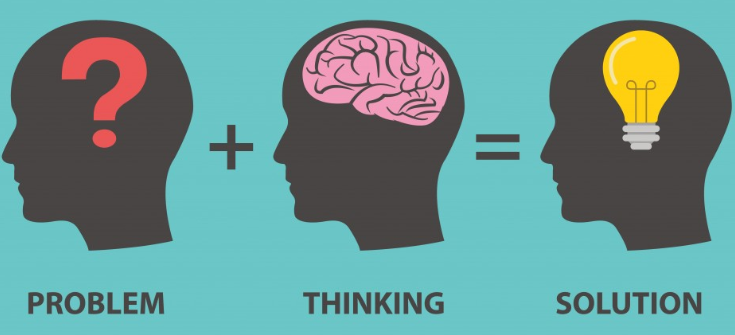 ?
+ =
PROBLEM THINKING SOLUTION